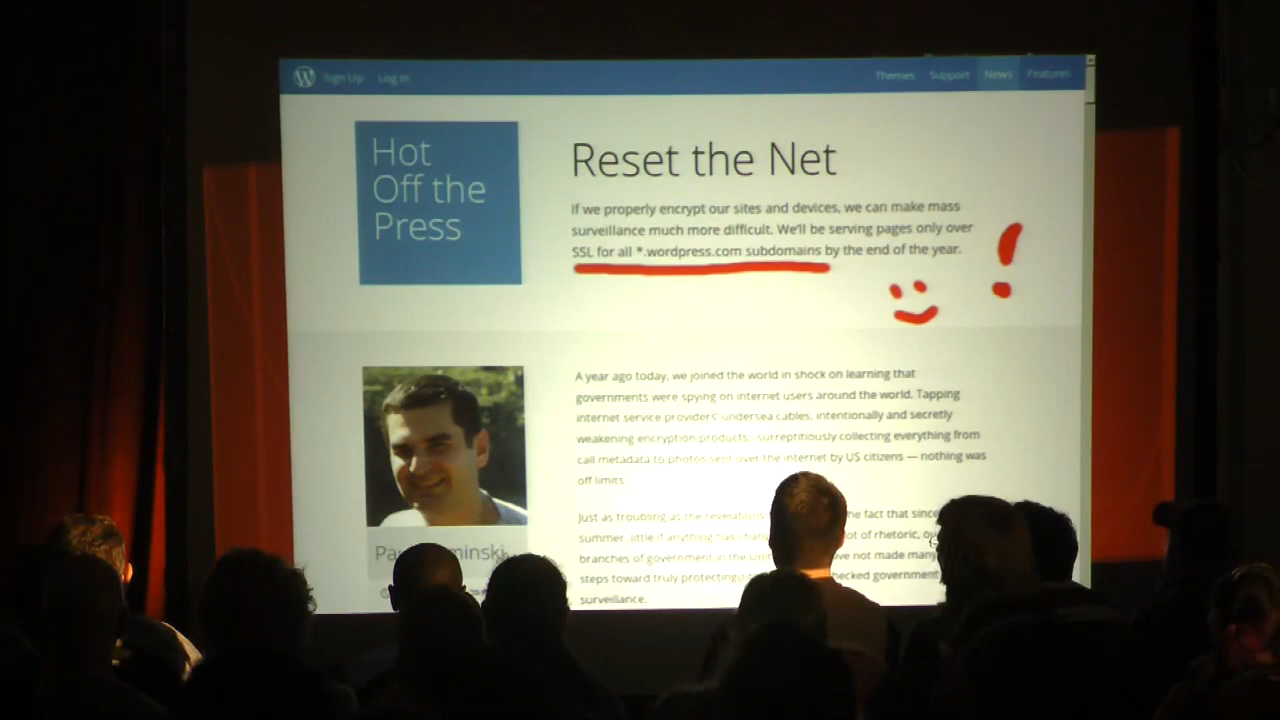 Sign Up Log In Themes Support News Features
Hot
Off the
Press
Reset the Net
If we properly encrypt our sites and devices, we can make mass
surveillance much more difficult. We'll be serving pages only over
SSL for all *.wordpress.com subdomains by the end of the year.
!
A year ago today, we joined the world in shock on learning that
governments were spying on internet users around the world. Tapping
internet service providers' undersea cables, intentionally and secretly
weakening encryption products, surreptitiously collecting everything from
call metadata to photos sent over the internet by US citizens — nothing was
off limits.
Just as troubling as the revelations the fact that since
summer, little if anything has of rhetoric,
branches of government in the not made many
steps toward truly protecting government
surveillance.